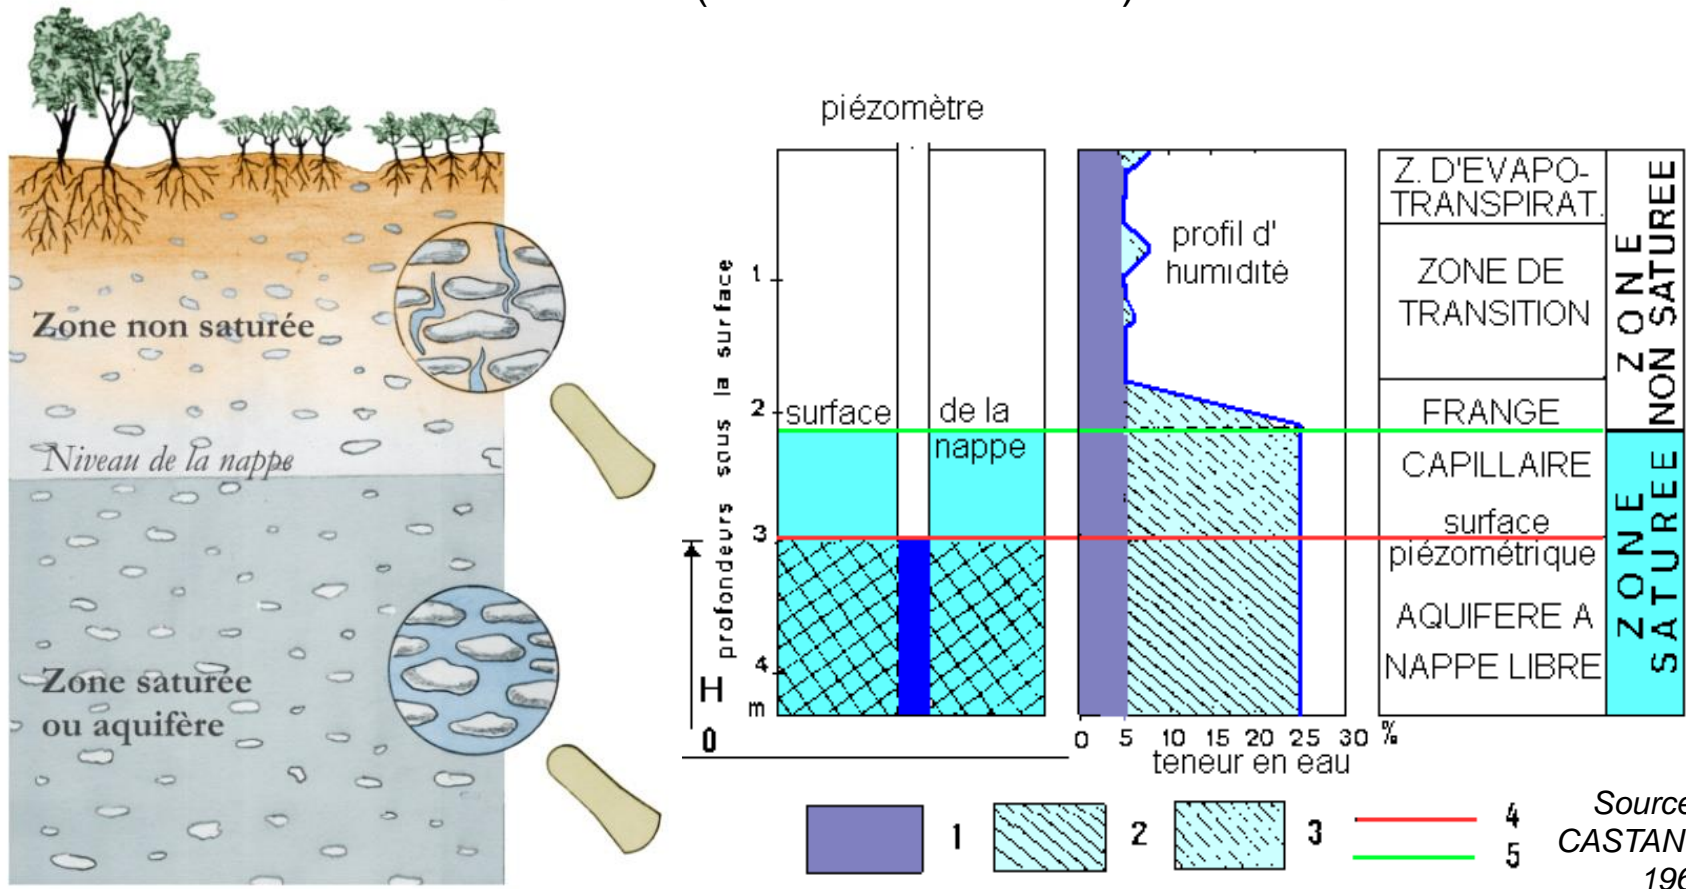 Zone non saturée
Niveau de la nappe
Zone saturée
ou aquifère
piézomètre
profondeurs sous la surface
1
2
3
4
m
H
0
surface
de la
nappe
profil d'
humidité
0 5 10 15 20 25 30 %
teneur en eau
Z. D'EVAPO-
TRANSPIRAT.
ZONE DE
TRANSITION
FRANGE
CAPILLAIRE
surface
piézométrique
AQUIFERE A
NAPPE LIBRE
ZONE
NON SATUREE
ZONE
SATUREE
1
2
3
4
5
Source
CASTAN
196